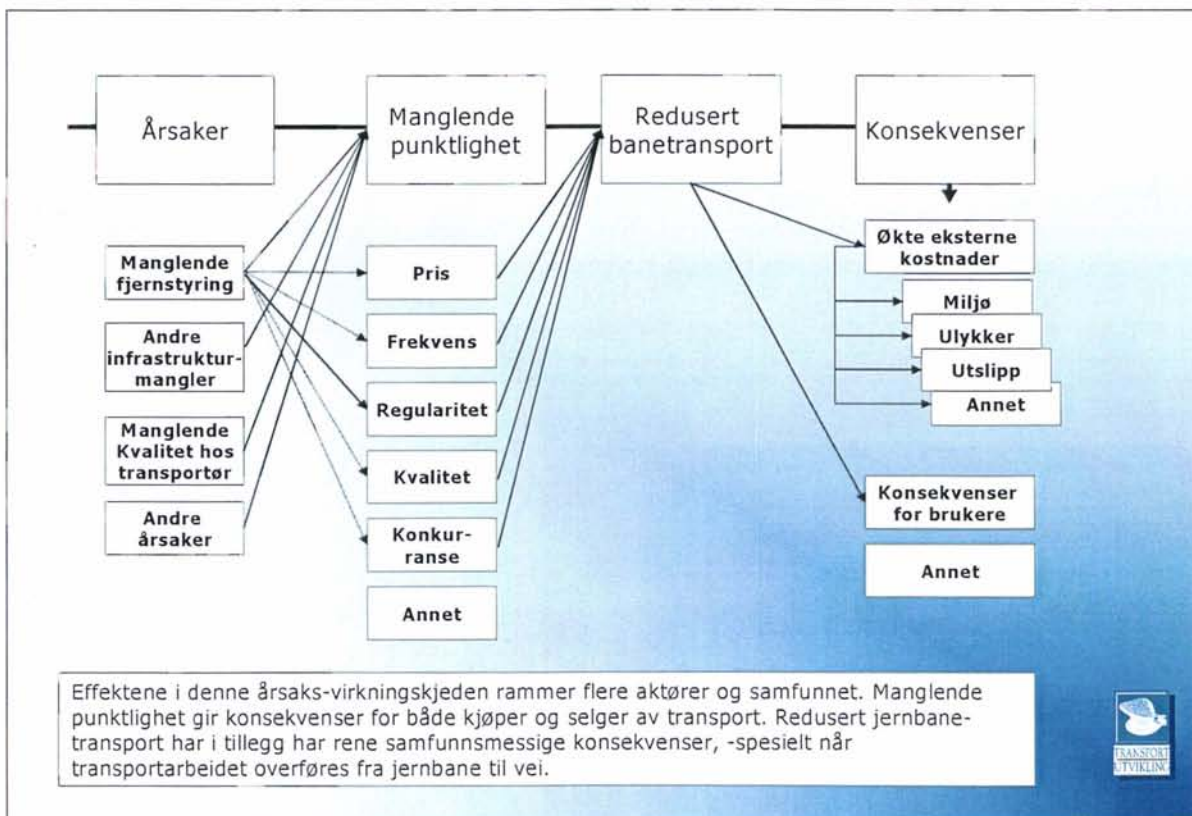 Årsaker
Manglende
punktlighet
Redusert
banetransport
Konsekvenser
Manglende
fjernstyring
Andre
infrastruktur-
mangler
Manglende
Kvalitet hos
transportør
Andre
årsaker
Pris
Frekvens
Regularitet
Kvalitet
Konkur-
ranse
Annet
Økte eksterne
kostnader
Miljø
Ulykker
Utslipp
Annet
Konsekvenser
for brukere
Annet
Effektene i denne årsaks-virkningskjeden rammer flere aktører og samfunnet. Manglende
punktlighet gir konsekvenser for både kjøper og selger av transport. Redusert jernbane-
transport har i tillegg har rene samfunnsmessige konsekvenser, -spesielt når
transportarbeidet overføres fra jernbane til vei.
TRANSPORT
UTVIKLING